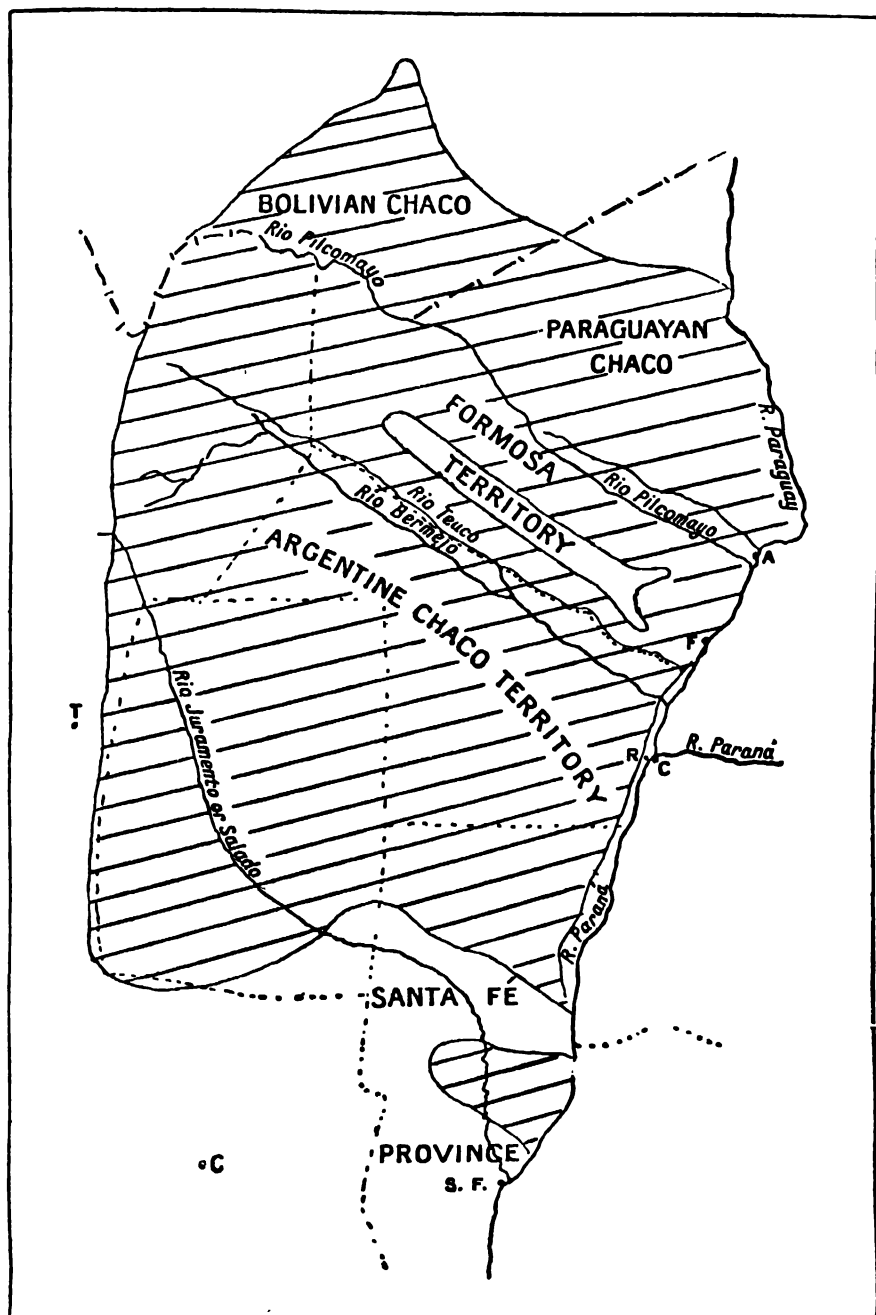 BOLIVIAN CHACO
Rio Pilcomayo
PARAGUAYAN
CHACO
R. Paraguay
FORMOSA
TERRITORY
Rio Pilcomayo
Rio Teuco
Rio Bermejo
A
ARGENTINE CHACO TERRITORY
F
T
Rio Juramento or Salado
R
C
R. Paraná
R. Paraná
SANTA FE
PROVINCE
C
S. F.